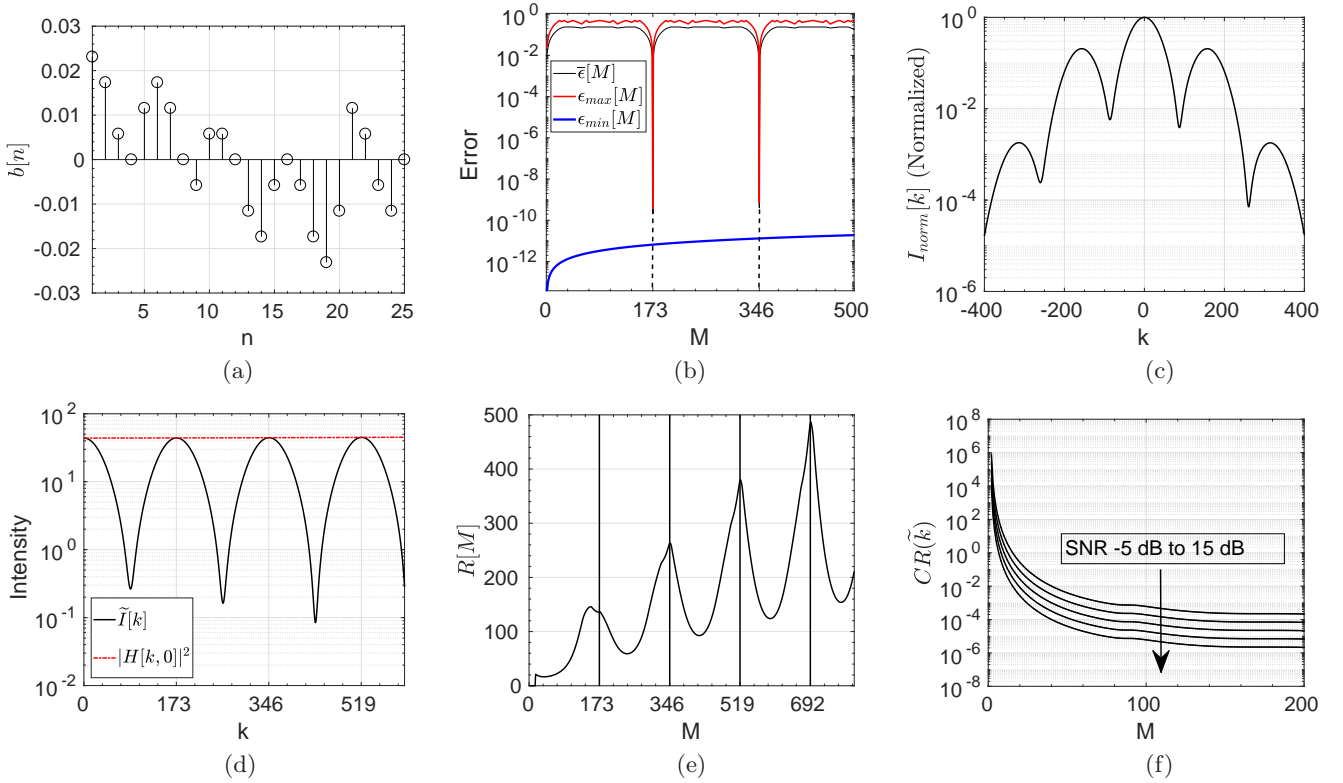 0.03
0.02
0.01
0
-0.01
-0.02
-0.03
5
10
15
20
25
b[n]
n
(a)
10^0
10^-2
10^-4
10^-6
10^-8
10^-10
10^-12
0
173
346
500
Error
M
ϵ̅[M]
ϵ_max[M]
ϵ_min[M]
(b)
10^0
10^-2
10^-4
10^-6
-400
-200
0
200
400
I_norm[k] (Normalized)
k
(c)
10^2
10^1
10^0
10^-1
10^-2
0
173
346
519
Intensity
k
Ĩ[k]
|H[k, 0]|^2
(d)
500
400
300
200
100
0
0
173
346
519
692
R[M]
M
(e)
10^8
10^6
10^4
10^2
10^0
10^-2
10^-4
10^-6
10^-8
0
100
200
CR(k̃)
M
SNR -5 dB to 15 dB
(f)